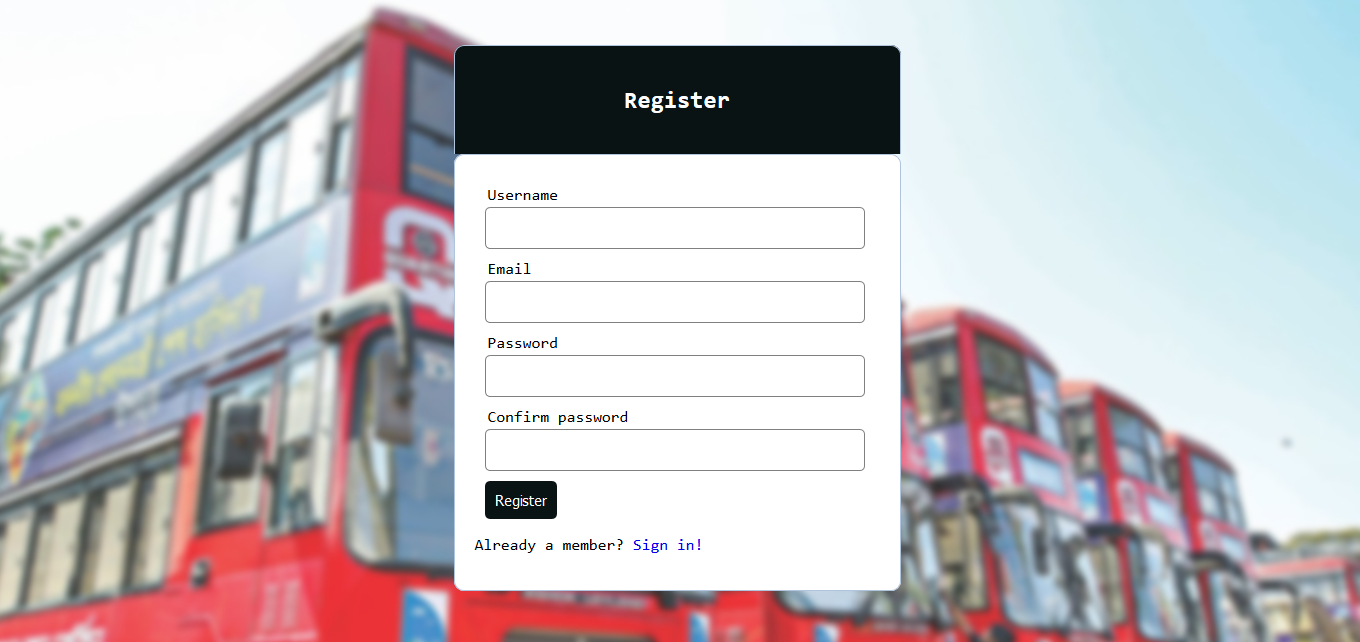 Register
Username
Email
Password
Confirm password
Register
Already a member? Sign in!